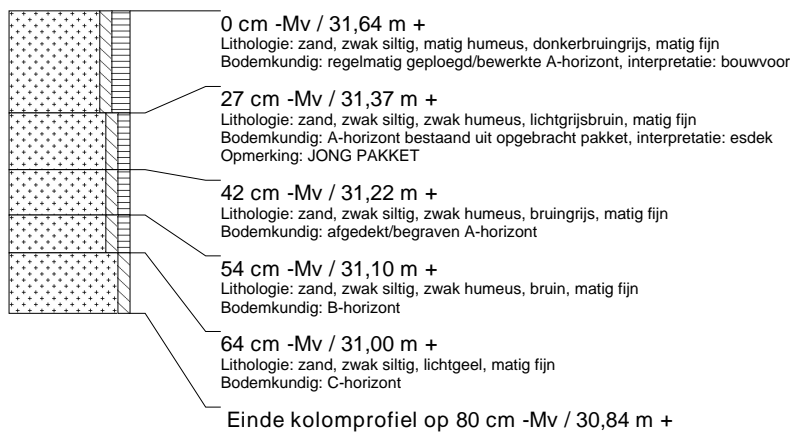 0 cm -Mv / 31,64 m +
Lithologie: zand, zwak siltig, matig humeus, donkerbruingrijs, matig fijn
Bodemkundig: regelmatig geploegd/bewerkte A-horizont, interpretatie: bouwvoor
27 cm -Mv / 31,37 m +
Lithologie: zand, zwak siltig, zwak humeus, lichtgrijsbruin, matig fijn
Bodemkundig: A-horizont bestaand uit opgebracht pakket, interpretatie: esdek
Opmerking: JONG PAKKET
42 cm -Mv / 31,22 m +
Lithologie: zand, zwak siltig, zwak humeus, bruingrijs, matig fijn
Bodemkundig: afgedekt/begraven A-horizont
54 cm -Mv / 31,10 m +
Lithologie: zand, zwak siltig, zwak humeus, bruin, matig fijn
Bodemkundig: B-horizont
64 cm -Mv / 31,00 m +
Lithologie: zand, zwak siltig, lichtgeel, matig fijn
Bodemkundig: C-horizont
Einde kolomprofiel op 80 cm -Mv / 30,84 m +